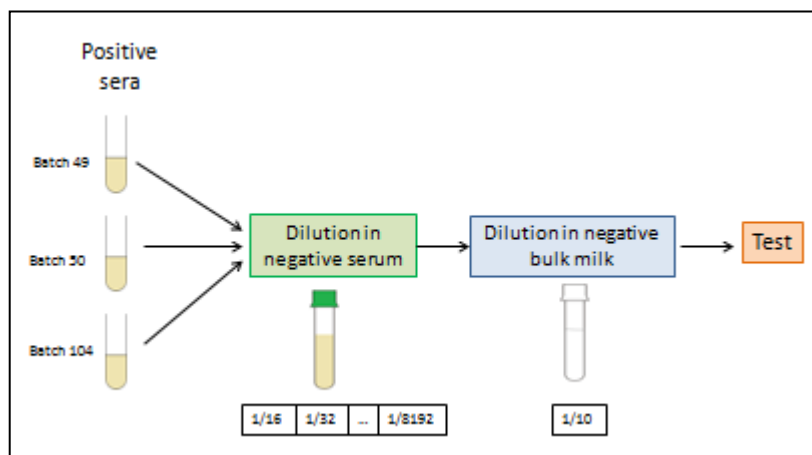 Positive
sera
Batch 49
Batch 30
Batch 104
Dilution in
negative serum
Dilution in negative
bulk milk
Test
1/16 1/32 ... 1/8192
1/10